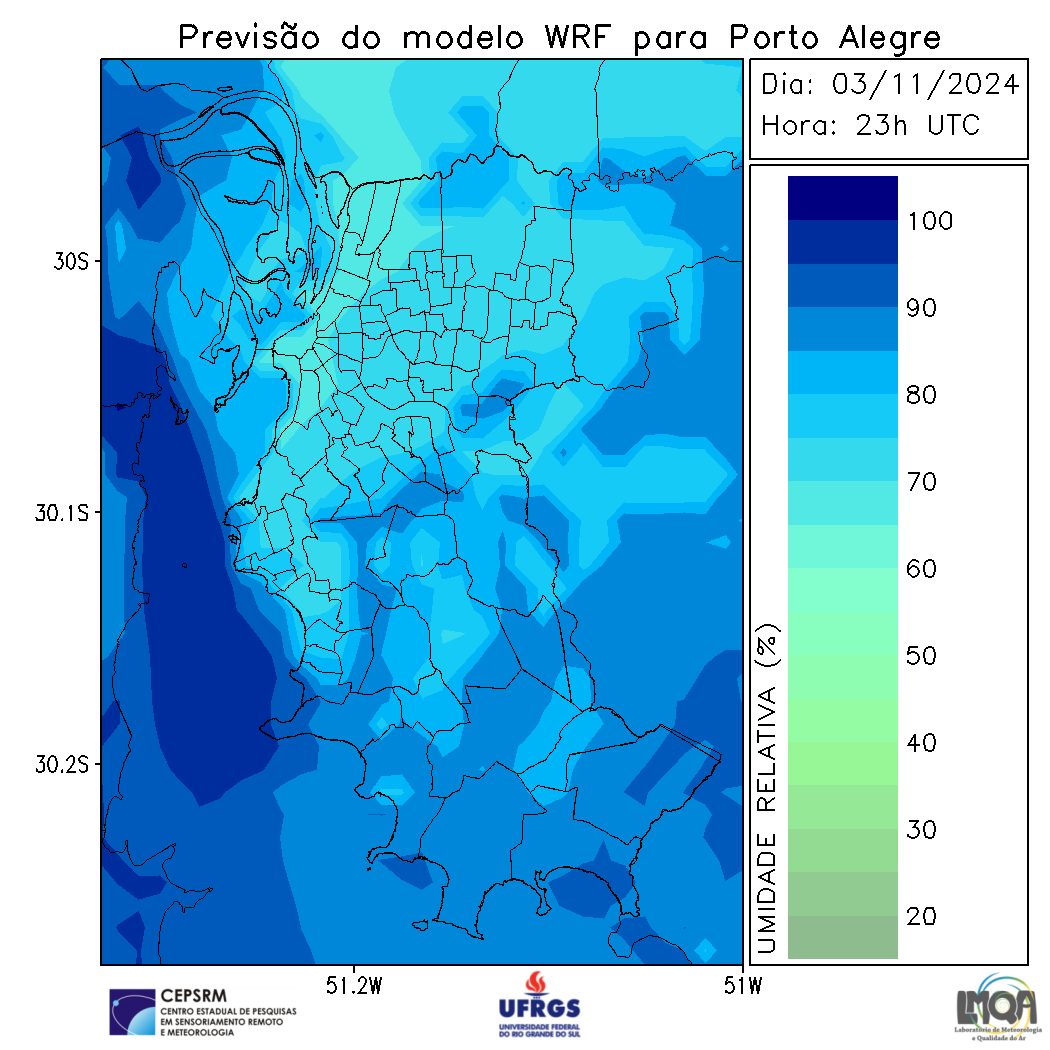 Previsão do modelo WRF para Porto Alegre
Dia: 03/11/2024
Hora: 23h UTC
30S
30.1S
30.2S
51.2W
51W
UMIDADE RELATIVA (%)
100
90
80
70
60
50
40
30
20
CEPSRM
CENTRO ESTADUAL DE PESQUISAS
EM SENSORIAMENTO REMOTO
E METEOROLOGIA
UFRGS
UNIVERSIDADE FEDERAL
DO RIO GRANDE DO SUL
LMQA
Laboratório de Meteorologia
e Qualidade do Ar